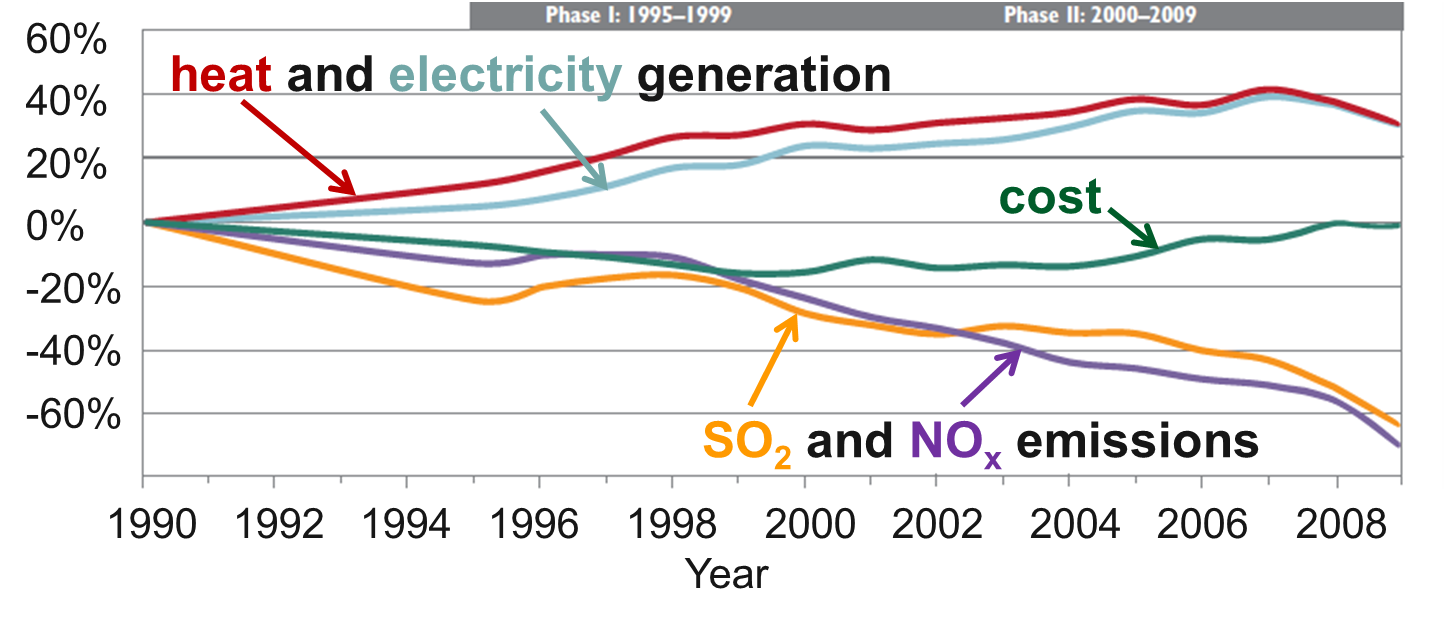 Phase I: 1995–1999 Phase II: 2000–2009
60%
heat and electricity generation
40%
20%
cost
0%
-20%
-40%
-60%
SO₂ and NOₓ emissions
1990 1992 1994 1996 1998 2000 2002 2004 2006 2008
Year